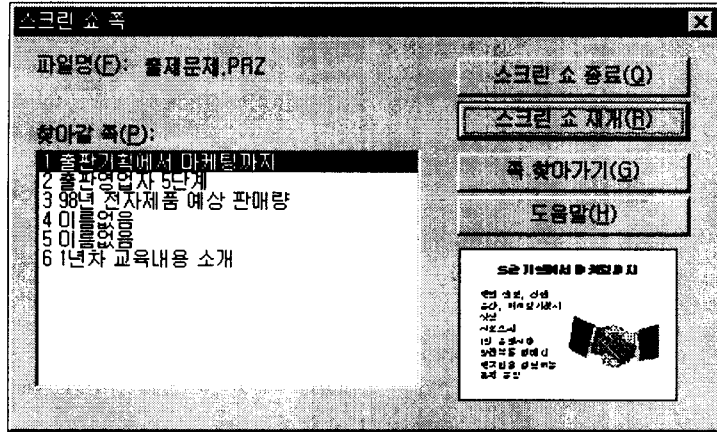 스크린 쇼 쪽
파일명(F): 출제문제.PRZ
찾아갈 쪽(P):
1 출판기획에서 마케팅까지
2 출판영업자 5단계
3 98년 전자제품 예상 판매량
4 이름없음
5 이름없음
6 1년차 교육내용 소개
스크린 쇼 종료(Q)
스크린 쇼 재개(R)
쪽 찾아가기(G)
도움말(H)